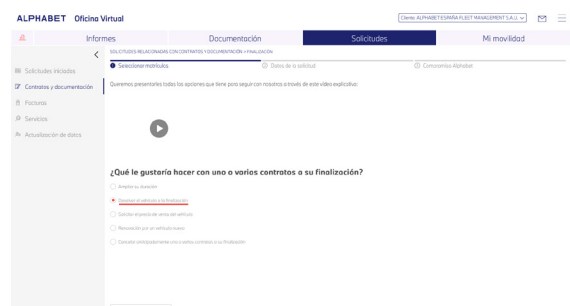 ALPHABET Oficina Virtual
Cliente: ALPHABET ESPAÑA FLEET MANAGEMENT S.A.U.
Informes Documentación Solicitudes Mi movilidad
SOLICITUDES RELACIONADAS CON CONTRATOS Y DOCUMENTACIÓN > FINALIZACIÓN
Seleccionar matrículas Datos de la solicitud Compromiso Alphabet
Solicitudes iniciadas
Contratos y documentación
Facturas
Servicios
Actualización de datos
Queremos presentarles todas las opciones que tiene para seguir con nosotros a través de este vídeo explicativo:
¿Qué le gustaría hacer con uno o varios contratos a su finalización?
Ampliar su duración
Devolver el vehículo a la finalización
Solicitar el precio de venta del vehículo
Renovación por un vehículo nuevo
Cancelar anticipadamente uno o varios contratos a su finalización